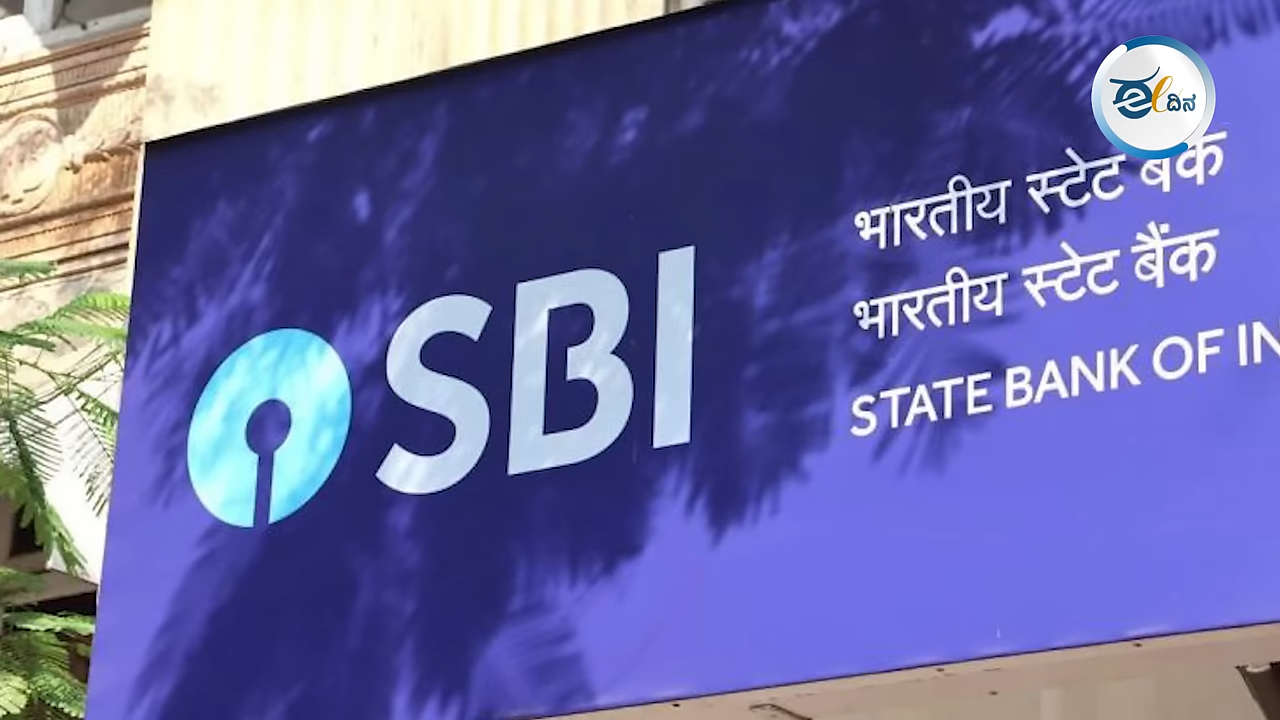 ಈ ದಿನ
भारतीय स्टेट बँक
भारतीय स्टेट बैंक
SBI
STATE BANK OF IN